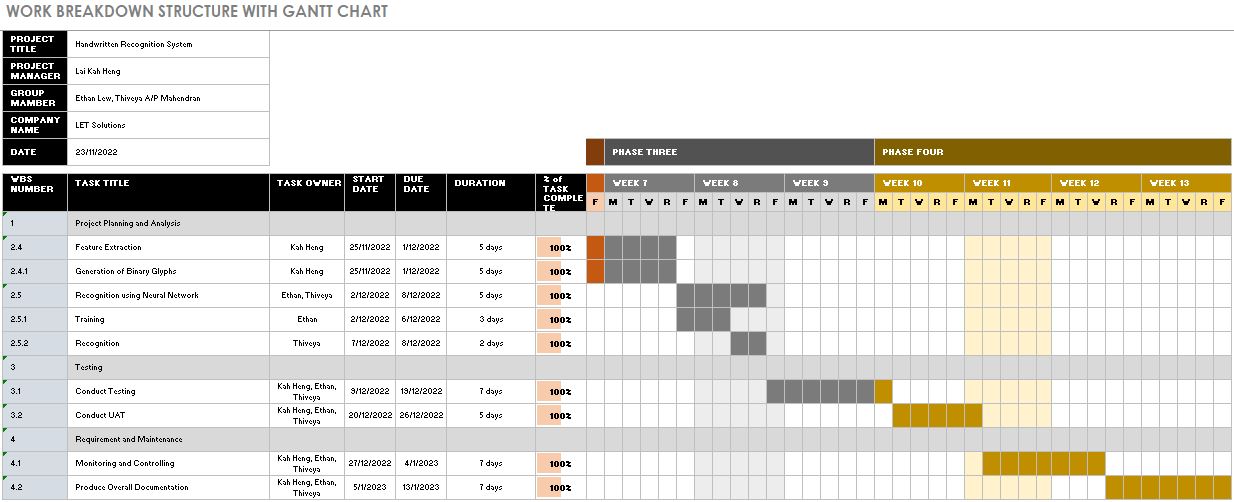 WORK BREAKDOWN STRUCTURE WITH GANTT CHART
PROJECT TITLE Handwritten Recognition System
PROJECT MANAGER Lai Kah Heng
GROUP MAMBER Ethan Lew, Thiveya A/P Mahendran
COMPANY NAME LET Solutions
DATE 23/11/2022 PHASE THREE PHASE FOUR
WBS NUMBER TASK TITLE TASK OWNER START DATE DUE DATE DURATION % of TASK COMPLETE WEEK 7 WEEK 8 WEEK 9 WEEK 10 WEEK 11 WEEK 12 WEEK 13
F M T W R F M T W R F M T W R F M T W R F M T W R F M T W R F M T W R F
1 Project Planning and Analysis
2.4 Feature Extraction Kah Heng 25/11/2022 1/12/2022 5 days 100%
2.4.1 Generation of Binary Glyphs Kah Heng 25/11/2022 1/12/2022 5 days 100%
2.5 Recognition using Neural Network Ethan, Thiveya 2/12/2022 8/12/2022 5 days 100%
2.5.1 Training Ethan 2/12/2022 6/12/2022 3 days 100%
2.5.2 Recognition Thiveya 7/12/2022 8/12/2022 2 days 100%
3 Testing
3.1 Conduct Testing Kah Heng, Ethan, Thiveya 9/12/2022 19/12/2022 7 days 100%
3.2 Conduct UAT Kah Heng, Ethan, Thiveya 20/12/2022 26/12/2022 5 days 100%
4 Requirement and Maintenance
4.1 Monitoring and Controlling Kah Heng, Ethan, Thiveya 27/12/2022 4/1/2023 7 days 100%
4.2 Produce Overall Documentation Kah Heng, Ethan, Thiveya 5/1/2023 13/1/2023 7 days 100%